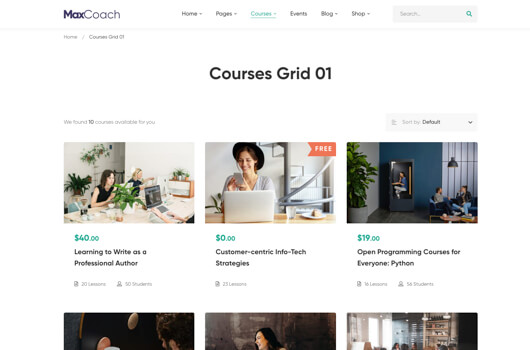 MaxCoach
Home Pages Courses Events Blog Shop Search...
Home / Courses Grid 01
Courses Grid 01
We found 10 courses available for you
Sort by: Default
FREE
$40.00
Learning to Write as a
Professional Author
20 Lessons 50 Students
$0.00
Customer-centric Info-Tech
Strategies
23 Lessons
$19.00
Open Programming Courses for
Everyone: Python
16 Lessons 56 Students